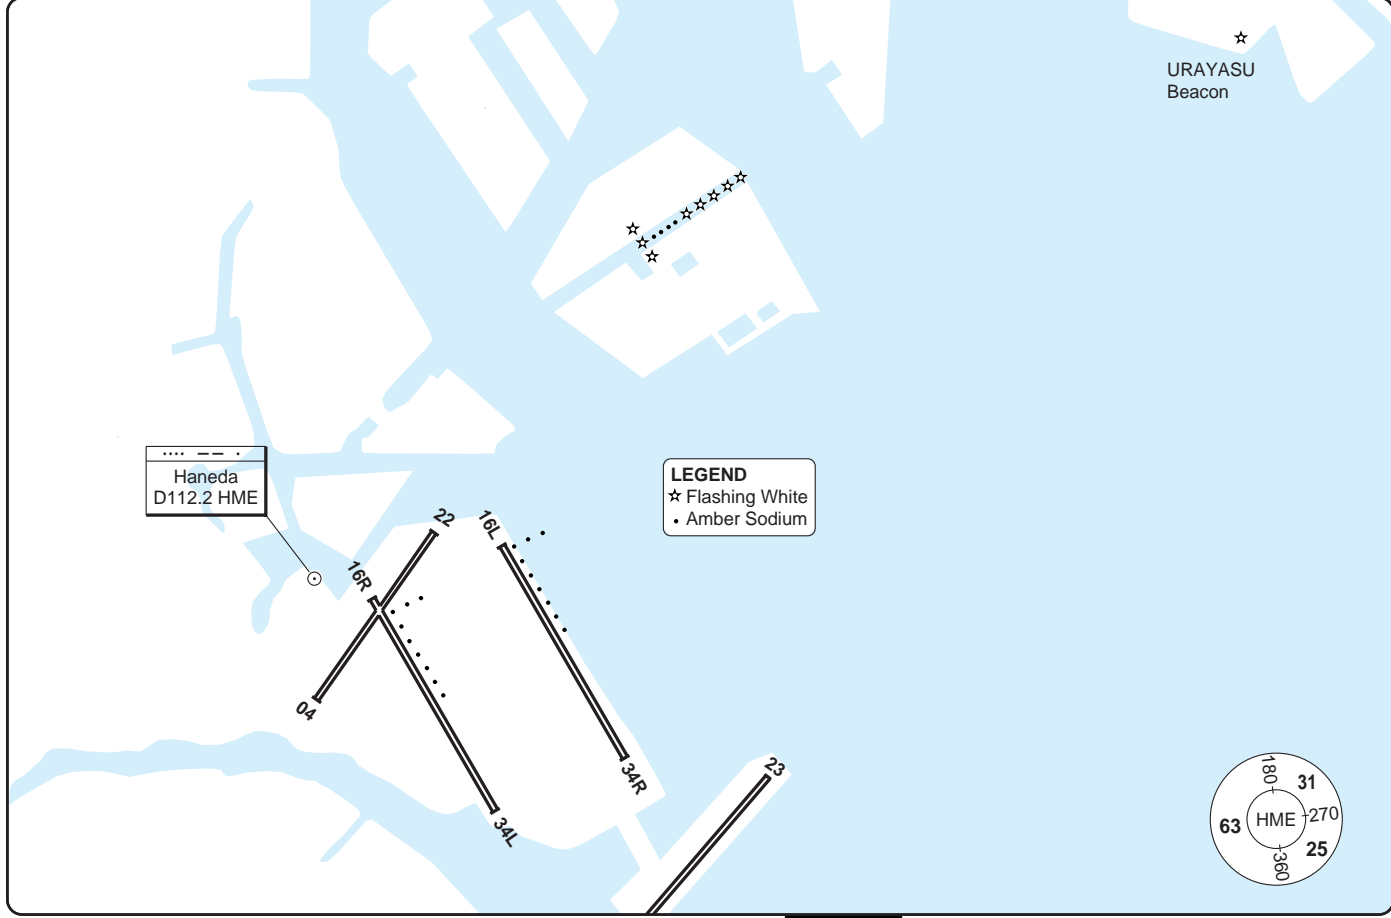 URAYASU
Beacon
Haneda
D112.2 HME
LEGEND
Flashing White
Amber Sodium
22
16L
16R
04
34R
34L
23
180
31
63
HME
270
25
360